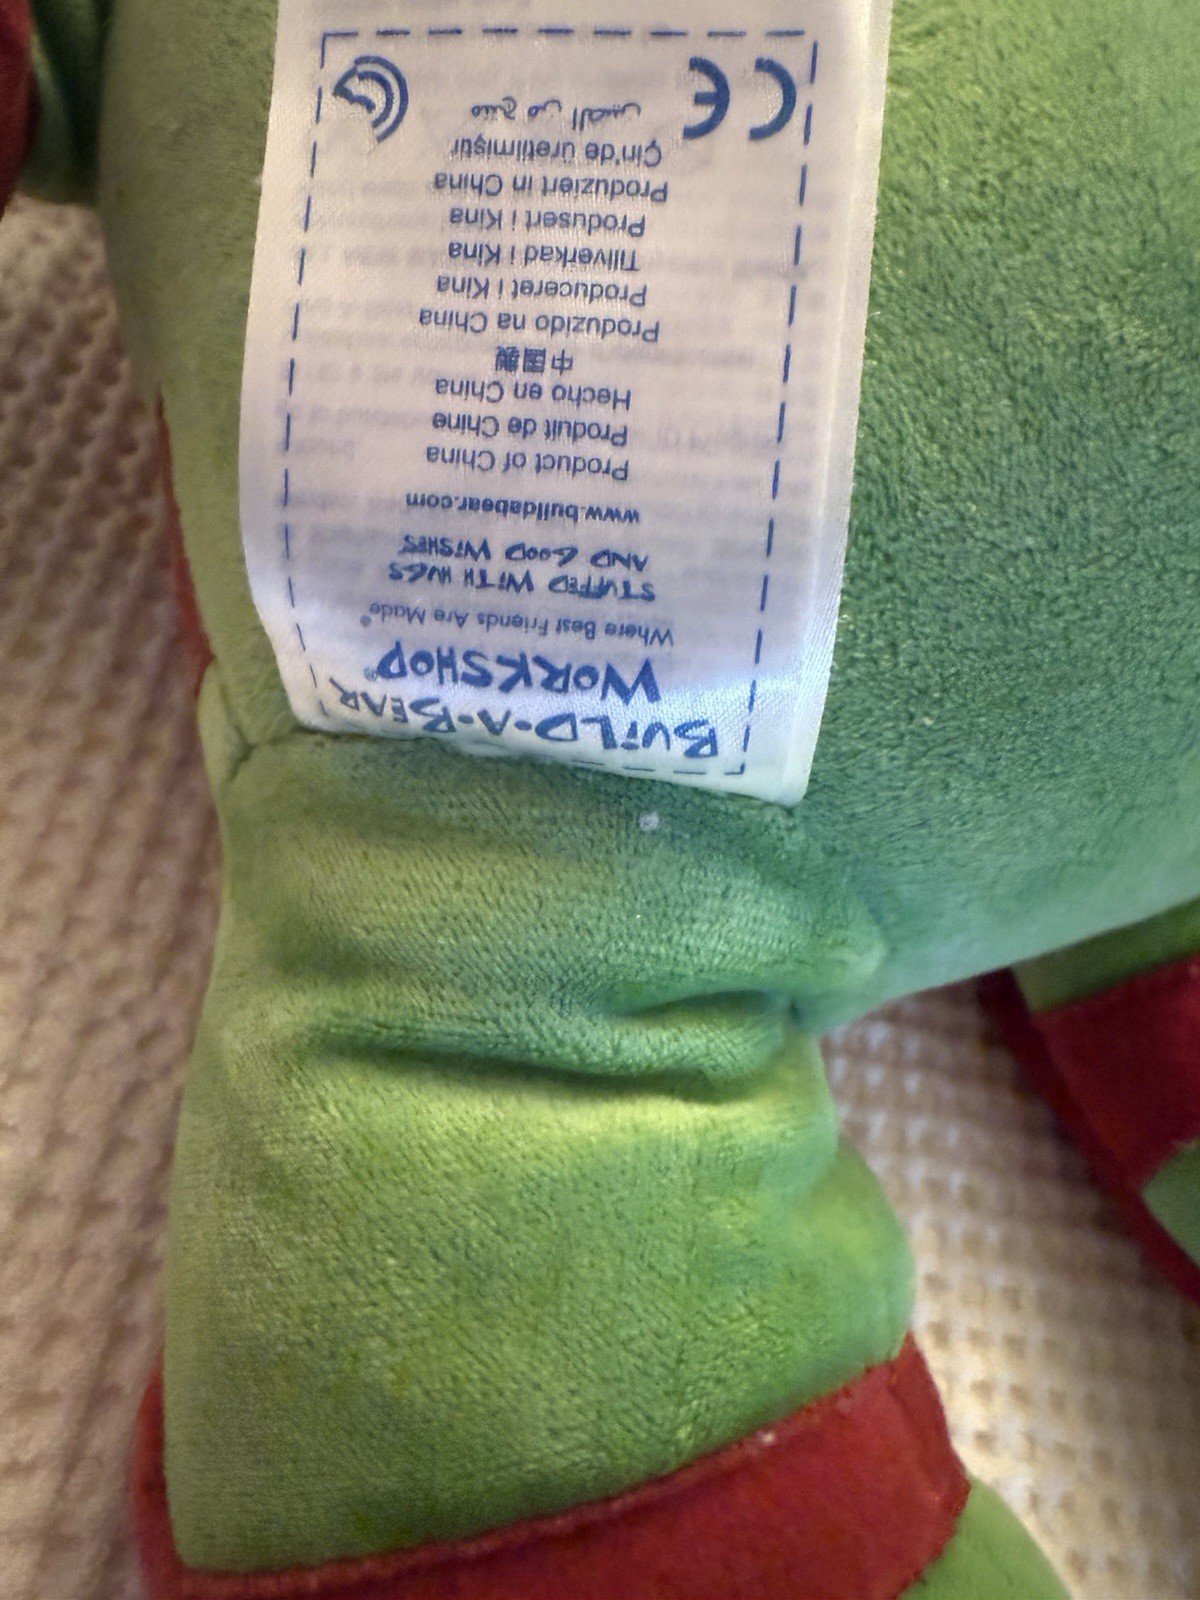 BUILD-A-BEAR
WORKSHOP®
Where Best Friends Are Made®
STUFFED WITH HUGS
AND GOOD WISHES
www.buildabear.com
Product of China
Produit de Chine
Hecho en China
中國製
Produzido na China
Produceret i Kina
Tillverkad i Kina
Produsert i Kina
Produziert in China
Çin'de üretilmiştir
صنع من الصين
CE